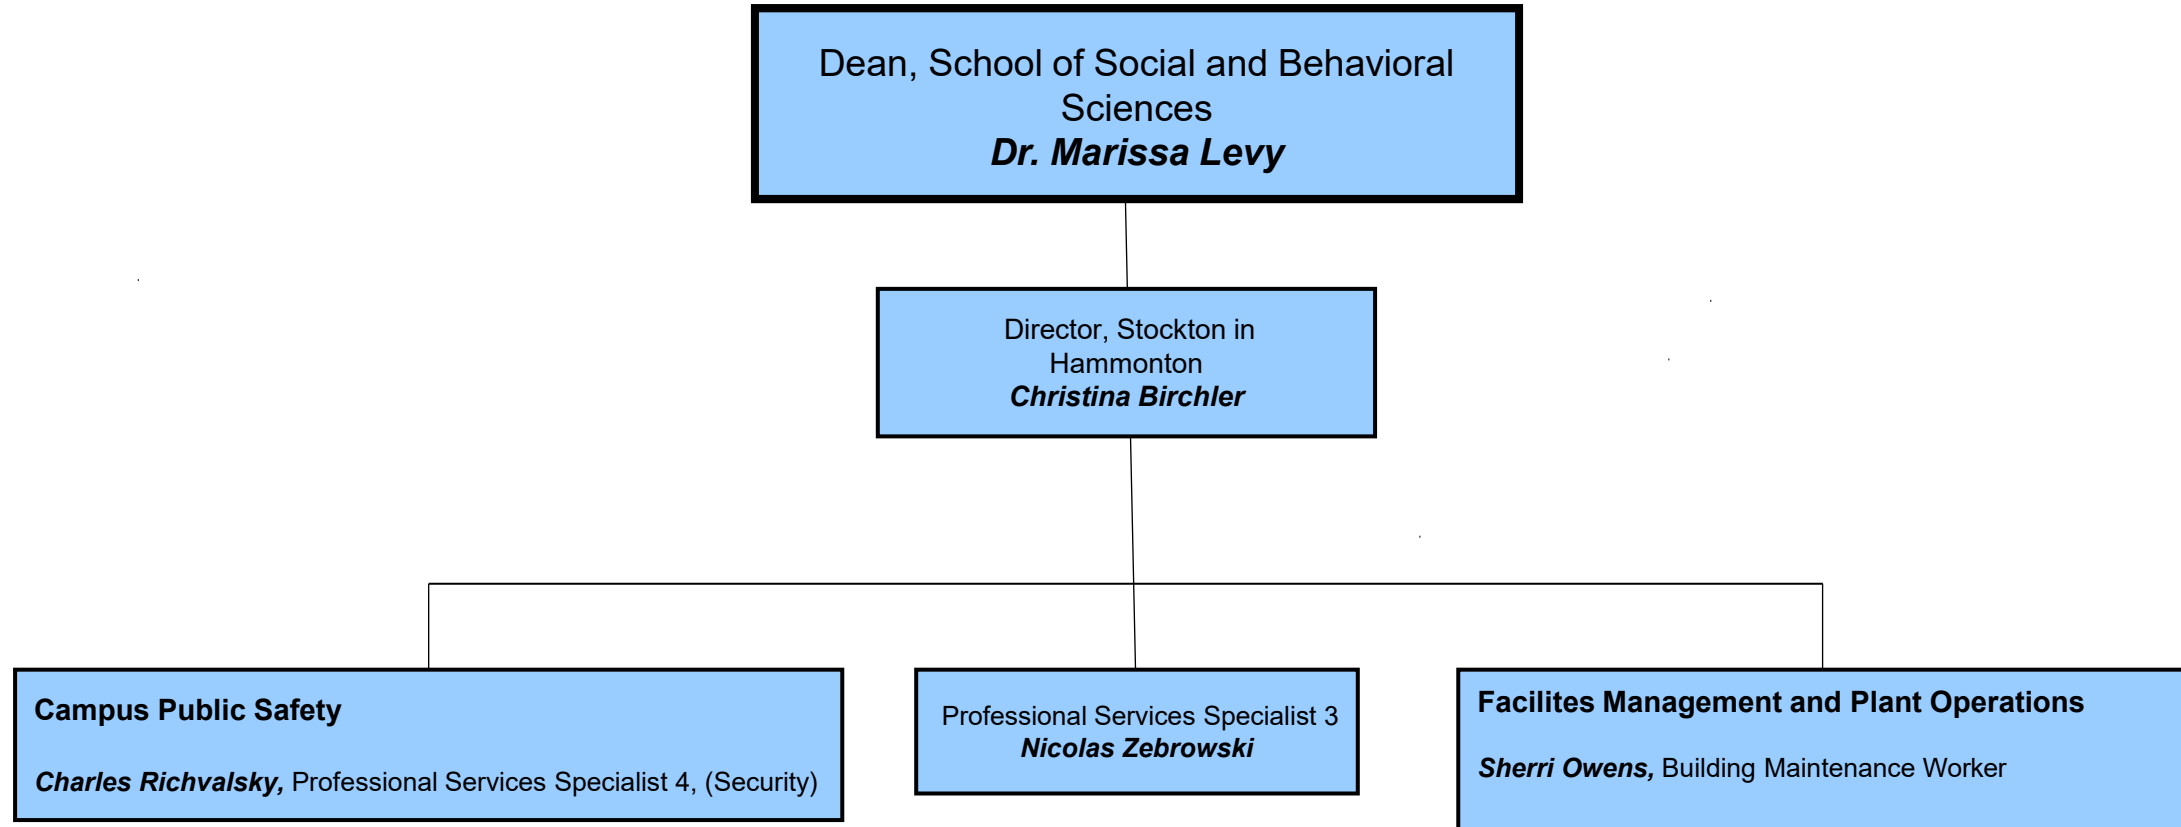 Dean, School of Social and Behavioral
Sciences
Dr. Marissa Levy
Director, Stockton in
Hammonton
Christina Birchler
Campus Public Safety
Charles Richvalsky, Professional Services Specialist 4, (Security)
Professional Services Specialist 3
Nicolas Zebrowski
Facilites Management and Plant Operations
Sherri Owens, Building Maintenance Worker